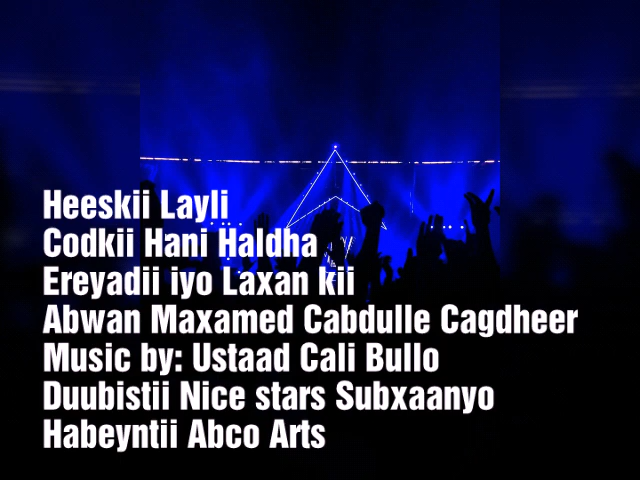 Heeskii Layli
Codkii Hani Haldha
Ereyadii iyo Laxan kii
Abwan Maxamed Cabdulle Cagdheer
Music by: Ustaad Cali Bullo
Duubistii Nice stars Subxaanyo
Habeyntii Abco Arts